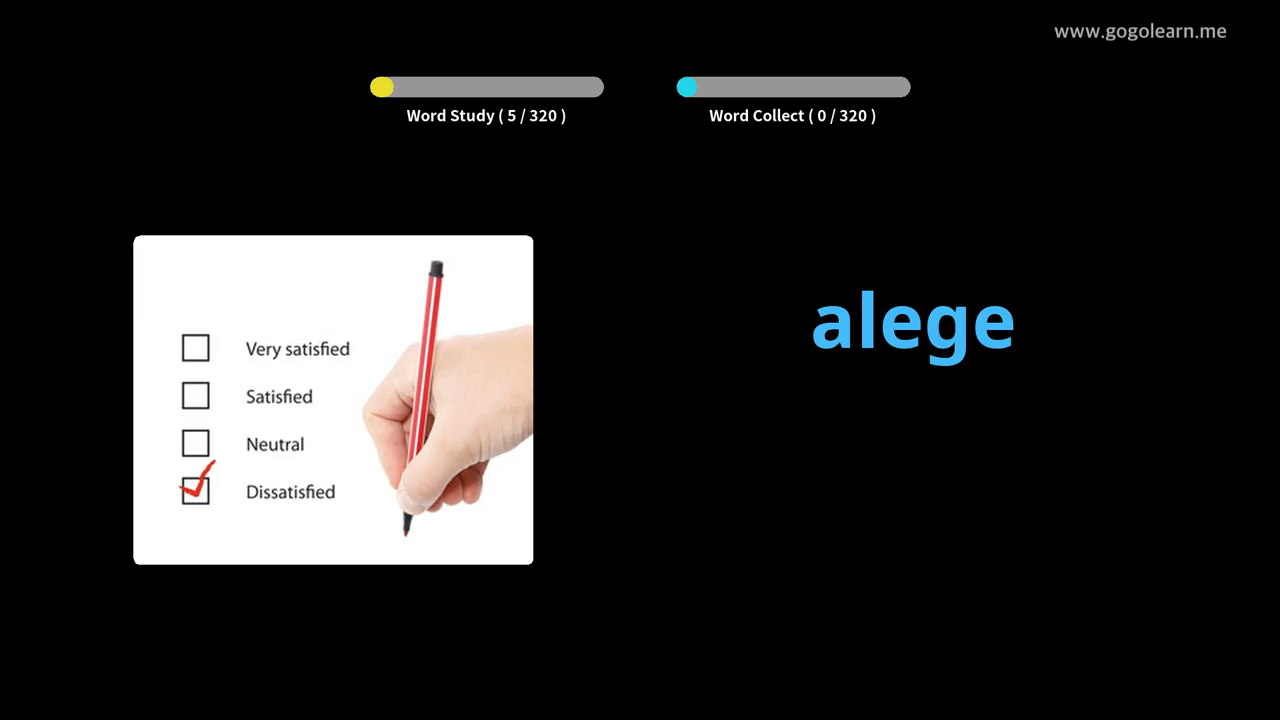 www.gogolearn.me
Word Study ( 5 / 320 )
Word Collect ( 0 / 320 )
Very satisfied
Satisfied
Neutral
Dissatisfied
alege